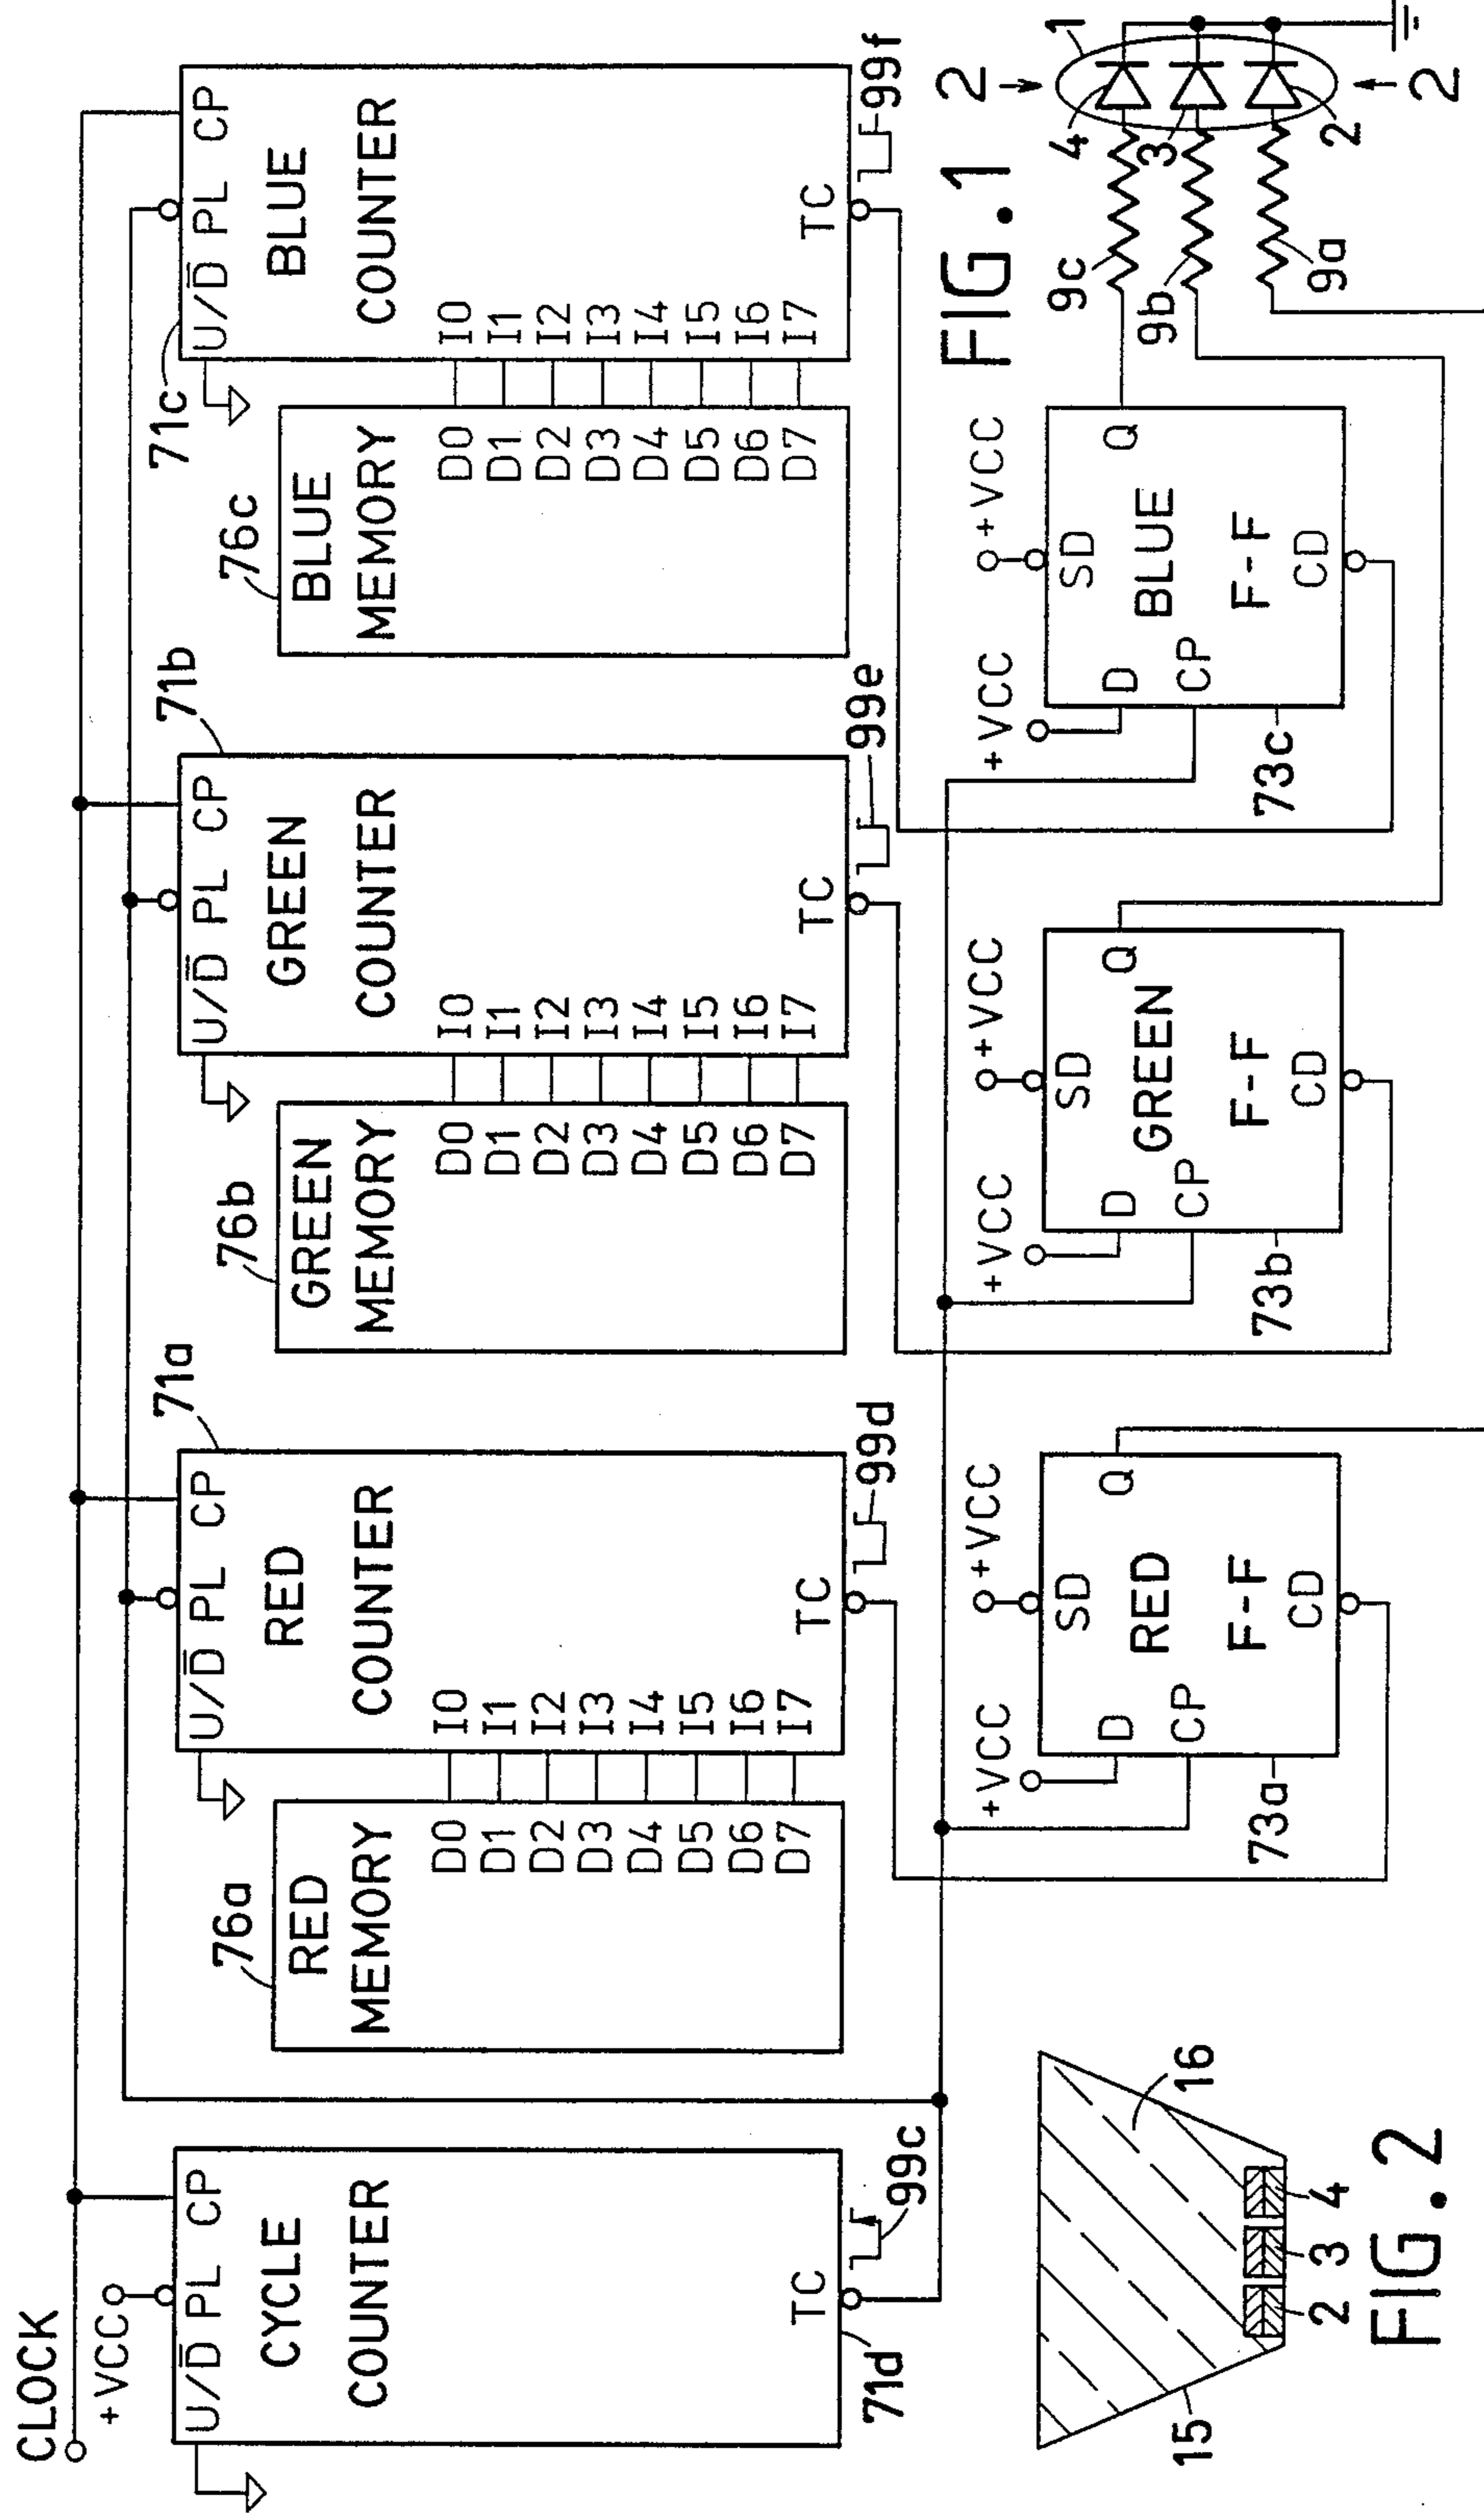 CLOCK
+VCC
U/D PL CP
CYCLE
COUNTER
TC
71d
99c
76a
RED
MEMORY
D0
D1
D2
D3
D4
D5
D6
D7
71a
U/D PL CP
RED
COUNTER
I0
I1
I2
I3
I4
I5
I6
I7
TC
99d
76b
GREEN
MEMORY
D0
D1
D2
D3
D4
D5
D6
D7
71b
U/D PL CP
GREEN
COUNTER
I0
I1
I2
I3
I4
I5
I6
I7
TC
99e
76c
BLUE
MEMORY
D0
D1
D2
D3
D4
D5
D6
D7
71c
U/D PL CP
BLUE
COUNTER
I0
I1
I2
I3
I4
I5
I6
I7
TC
99f
15
16
2
3
4
FIG. 2
+VCC
+VCC
SD
D
Q
RED
CP
F-F
CD
73a
+VCC
+VCC
SD
D
Q
GREEN
CP
F-F
CD
73b
+VCC
+VCC
SD
D
Q
BLUE
CP
F-F
CD
73c
FIG. 1
2
1
9c
4
9b
3
9a
2
2